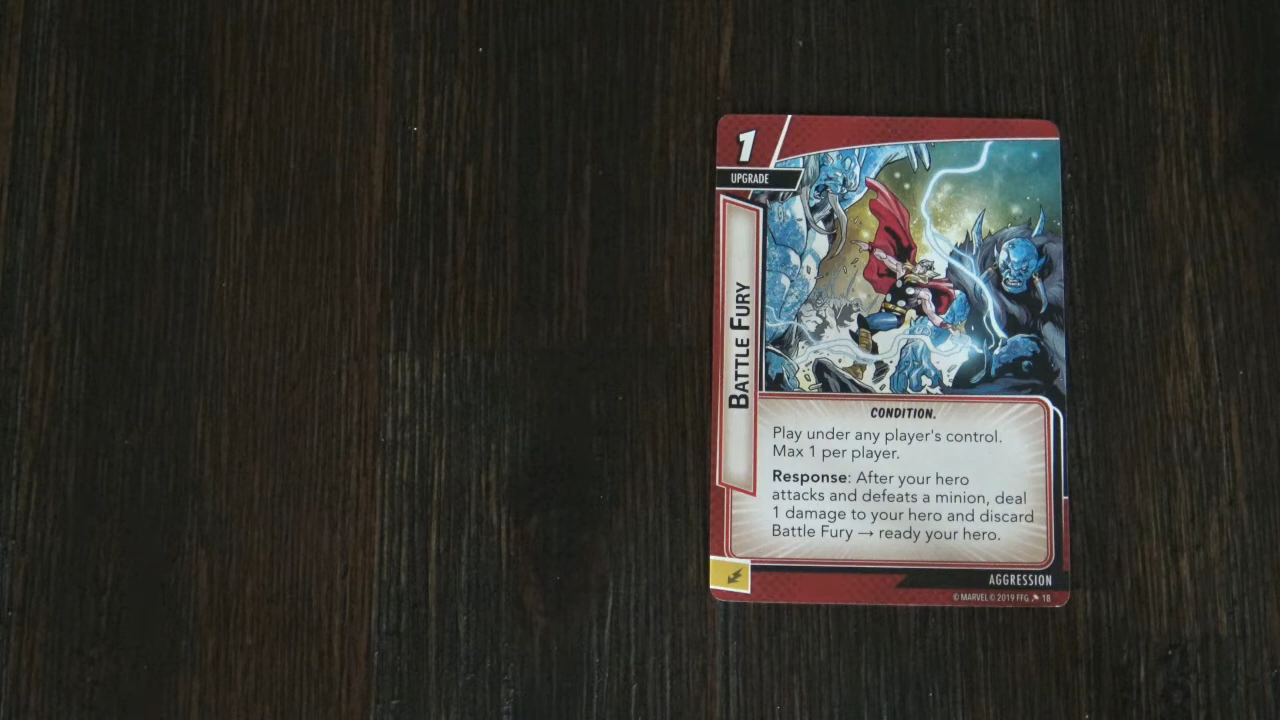 1
UPGRADE
BATTLE FURY
CONDITION.
Play under any player's control.
Max 1 per player.
Response: After your hero
attacks and defeats a minion, deal
1 damage to your hero and discard
Battle Fury → ready your hero.
AGGRESSION
© MARVEL © 2019 FFG 18